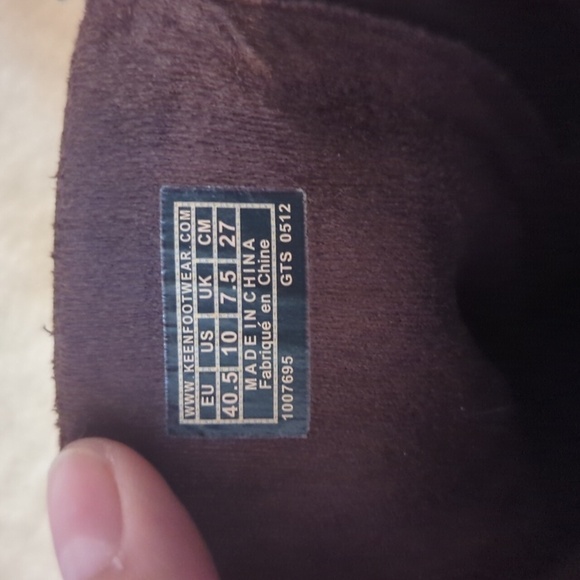 WWW. KEENFOOTWEAR. COM
EU US UK CM
40.5 10 7.5 27
MADE IN CHINA
Fabriqué en Chine
1007695 GTS 0512